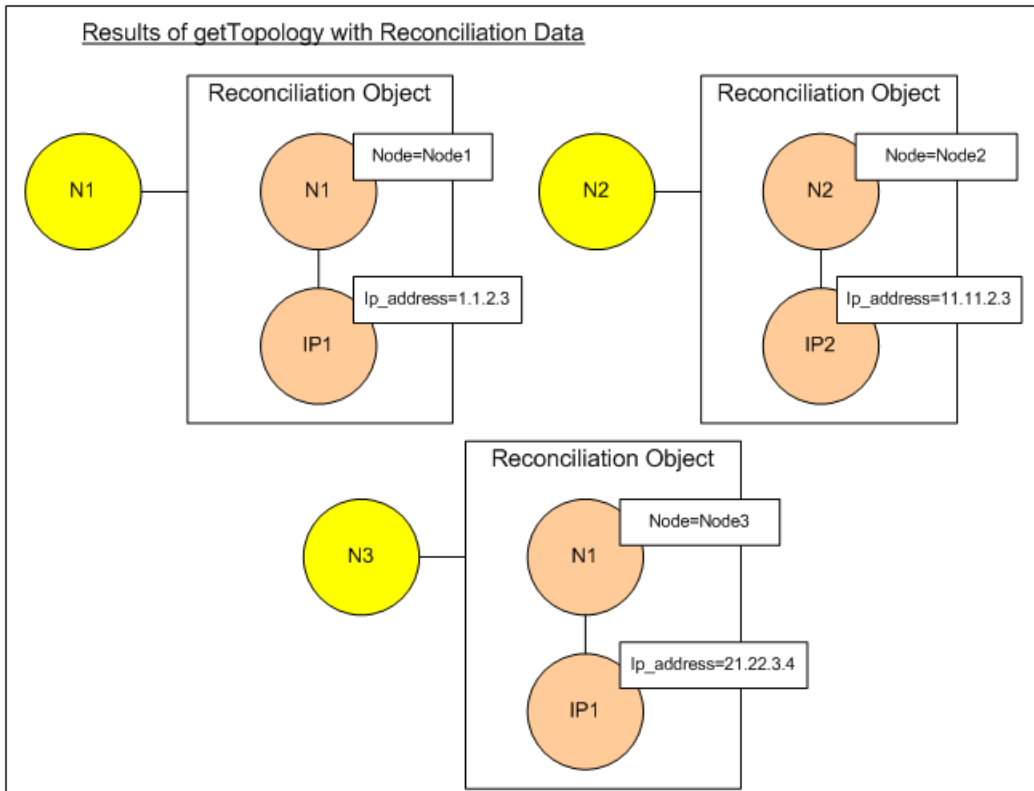 Results of getTopology with Reconciliation Data
Reconciliation Object
N1
N1
Node=Node1
IP1
Ip_address=1.1.2.3
Reconciliation Object
N2
N2
Node=Node2
IP2
Ip_address=11.11.2.3
Reconciliation Object
N3
N1
Node=Node3
IP1
Ip_address=21.22.3.4